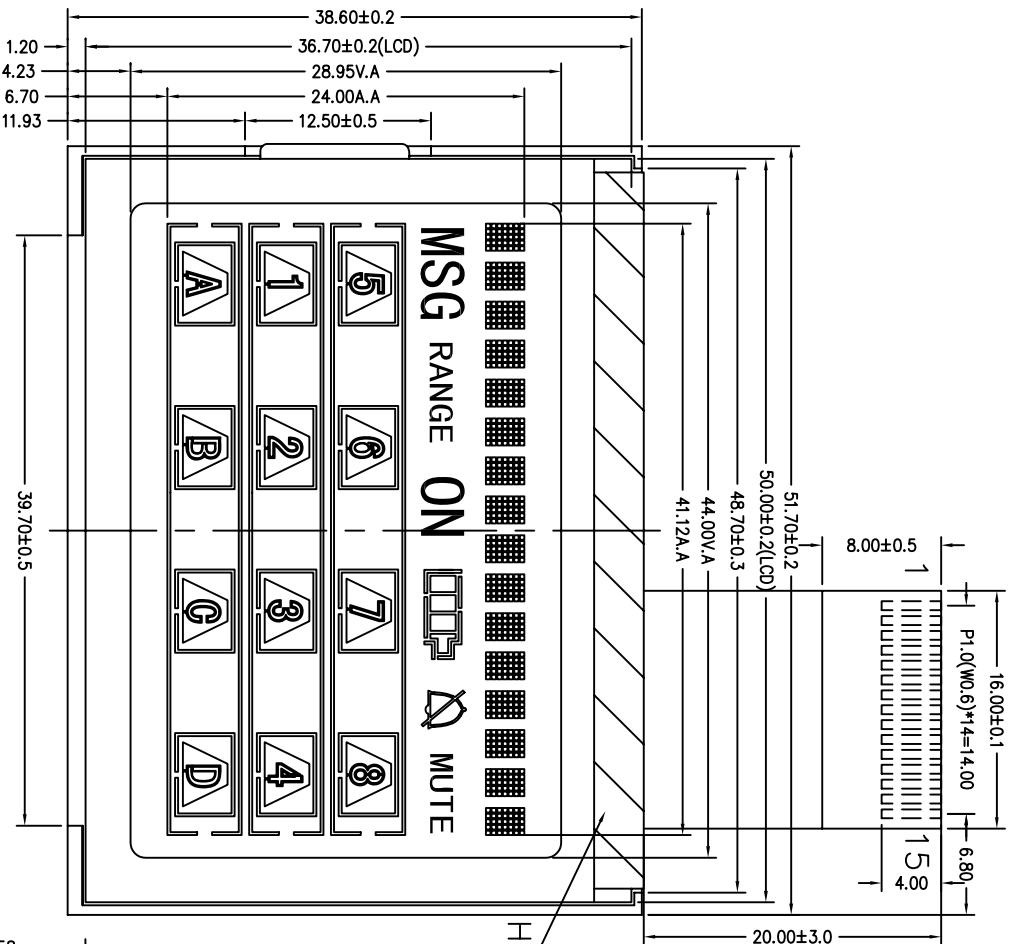 38.60±0.2
1.20
36.70±0.2(LCD)
4.23
28.95V.A
6.70
24.00A.A
11.93
12.50±0.5
MSG RANGE ON MUTE
5 6 7 8
1 2 3 4
A B C D
39.70±0.5
41.12A.A
44.00V.A
48.70±0.3
50.00±0.2(LCD)
51.70±0.2
8.00±0.5
1
P1.0(W0.6)*14=14.00
16.00±0.1
15
6.80
4.00
20.00±3.0
H